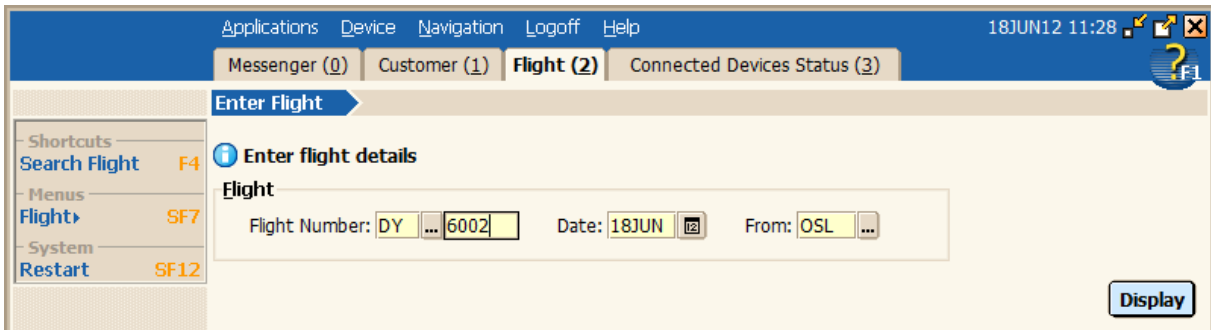 Applications Device Navigation Logoff Help 18JUN12 11:28
Messenger (0) Customer (1) Flight (2) Connected Devices Status (3)
? F1
Enter Flight
Shortcuts
Search Flight F4
Menus
Flight SF7
System
Restart SF12
Enter flight details
Flight
Flight Number: DY ... 6002 Date: 18JUN 12 From: OSL ...
Display